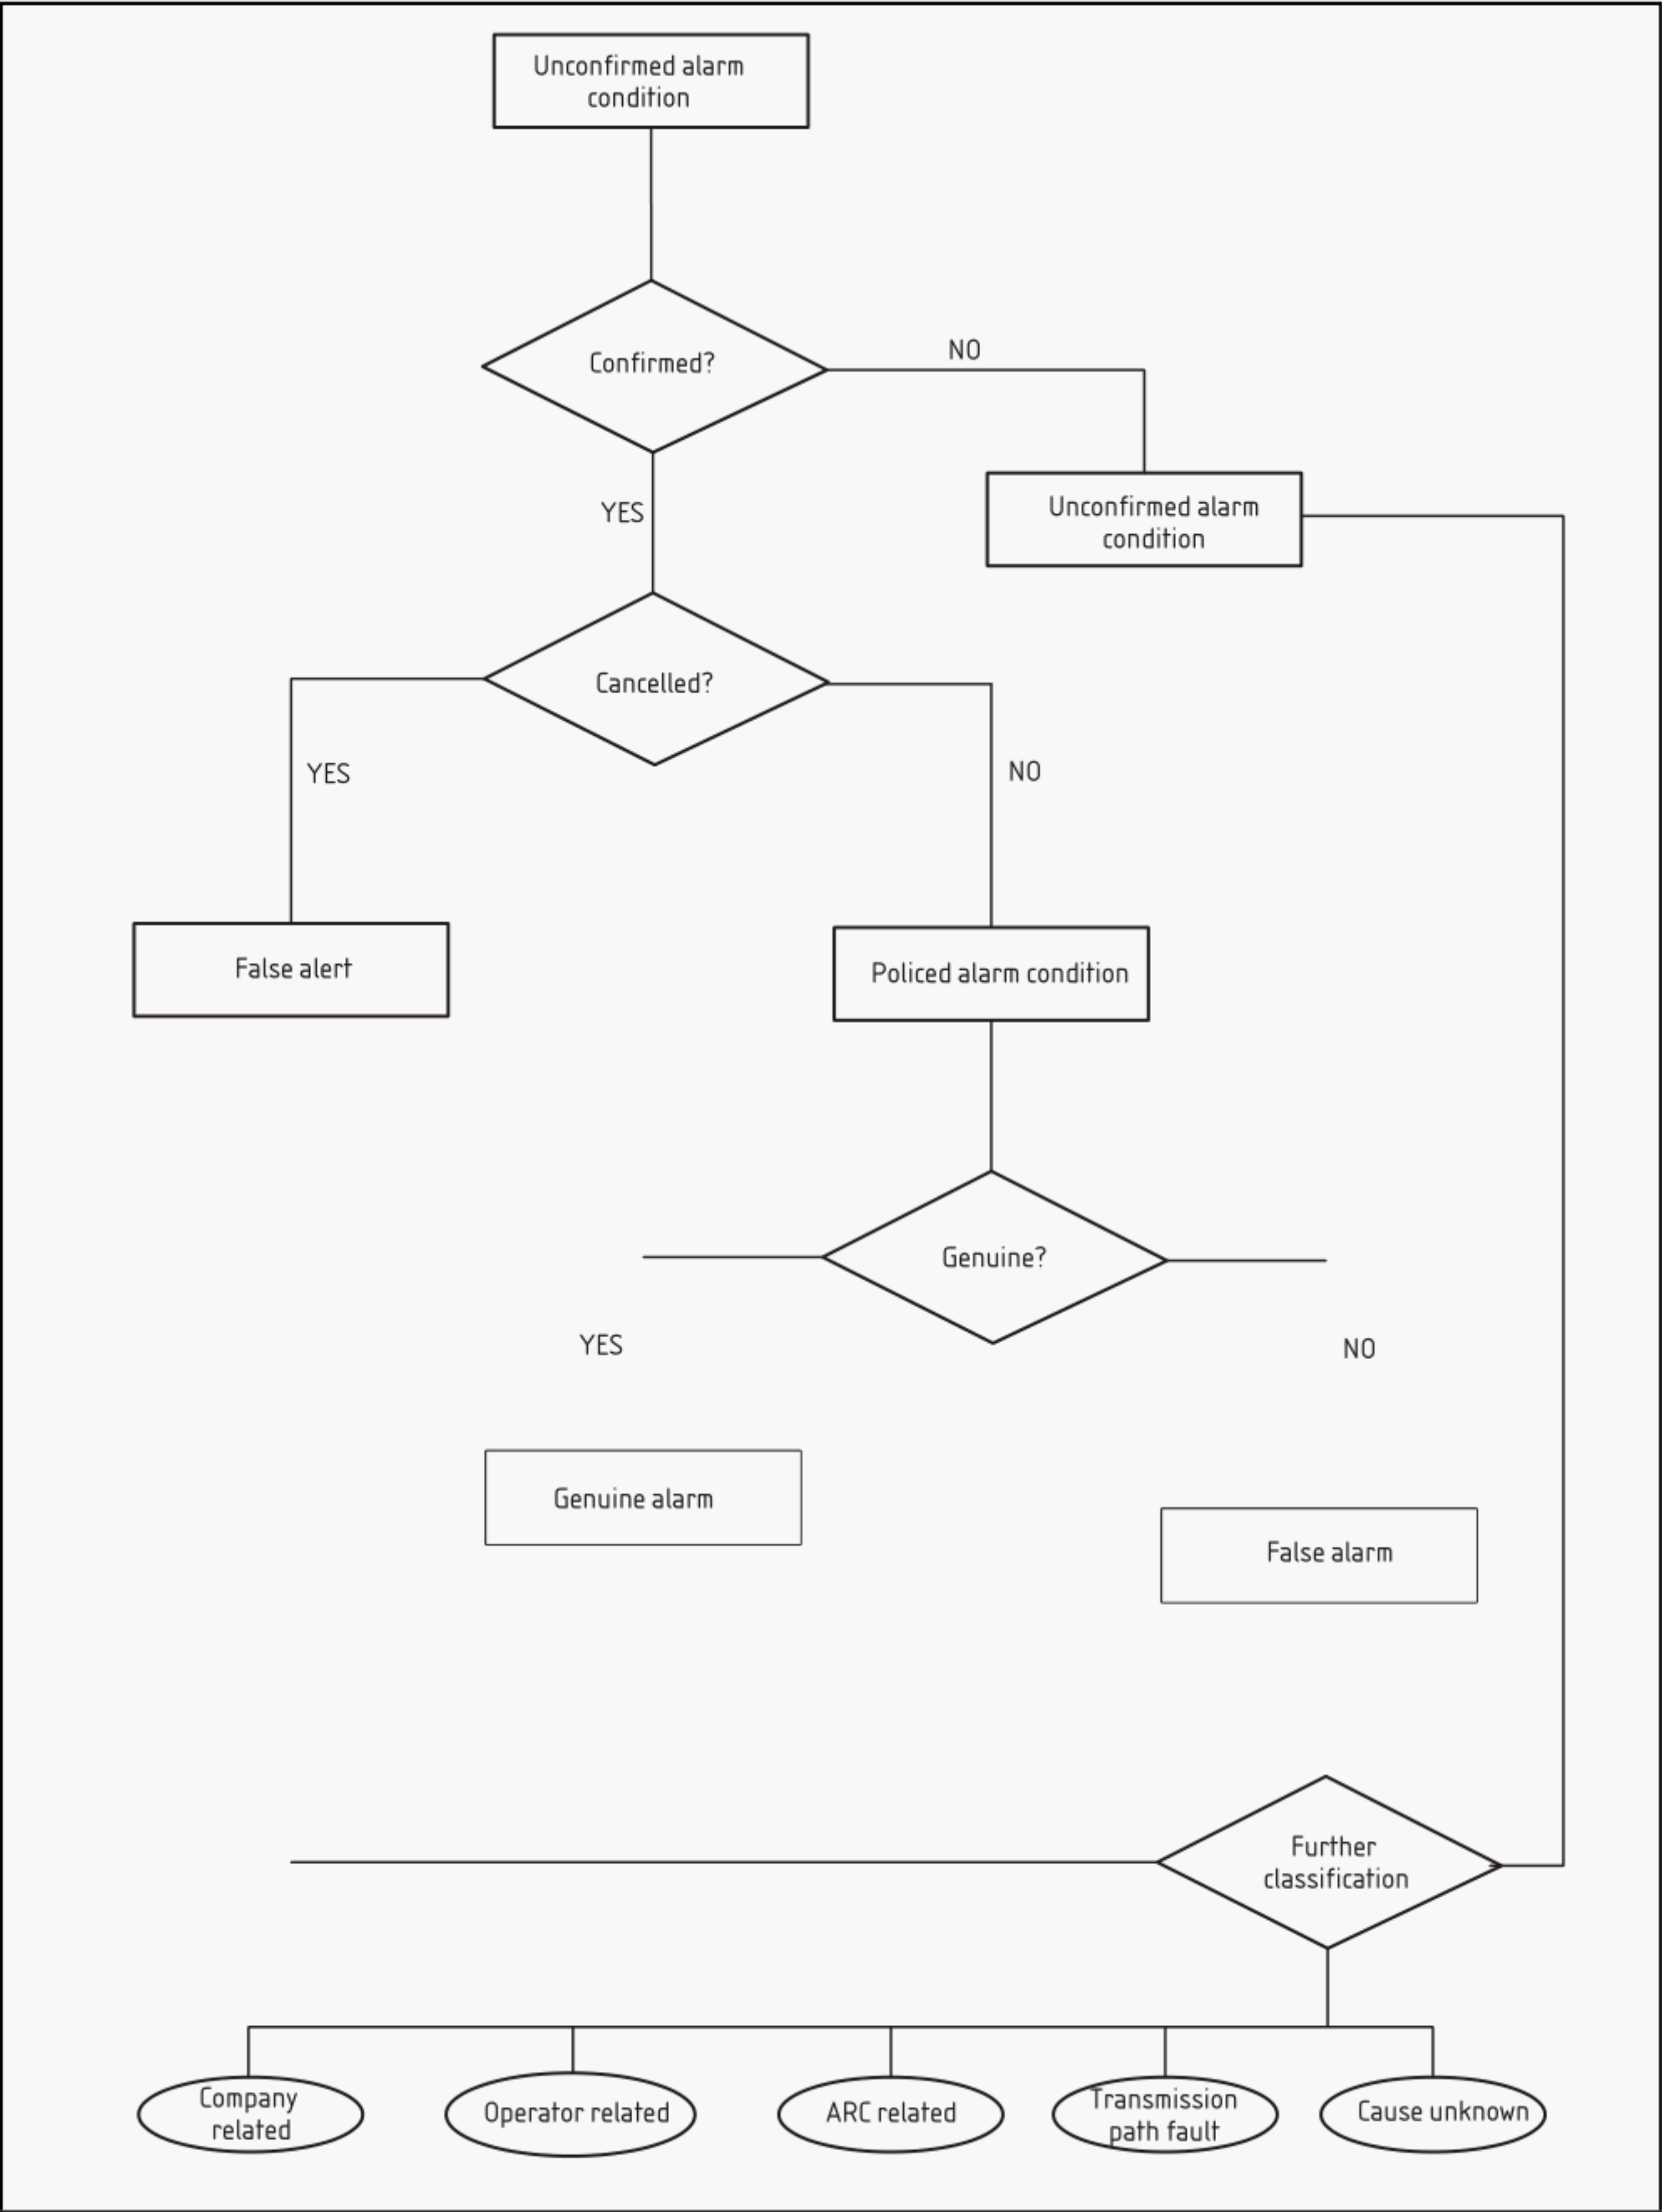 Unconfirmed alarm
condition
Confirmed?
NO
YES
Unconfirmed alarm
condition
Cancelled?
YES
NO
False alert
Policed alarm condition
Genuine?
YES
NO
Genuine alarm
False alarm
Further
classification
Company
related
Operator related
ARC related
Transmission
path fault
Cause unknown